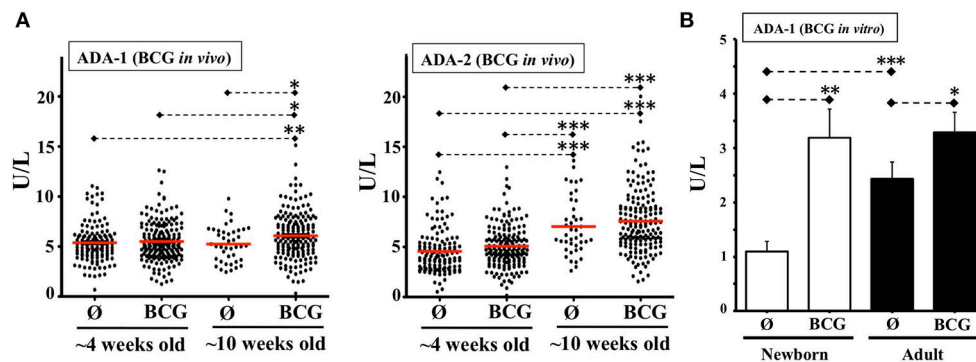 A
ADA-1 (BCG in vivo)
U/L
20
15
10
5
0
*
*
**
Ø BCG Ø BCG
~4 weeks old ~10 weeks old
ADA-2 (BCG in vivo)
U/L
20
15
10
5
0
***
***
***
***
Ø BCG Ø BCG
~4 weeks old ~10 weeks old
B
ADA-1 (BCG in vitro)
U/L
5
4
3
2
1
0
***
**
*
Ø BCG Ø BCG
Newborn Adult